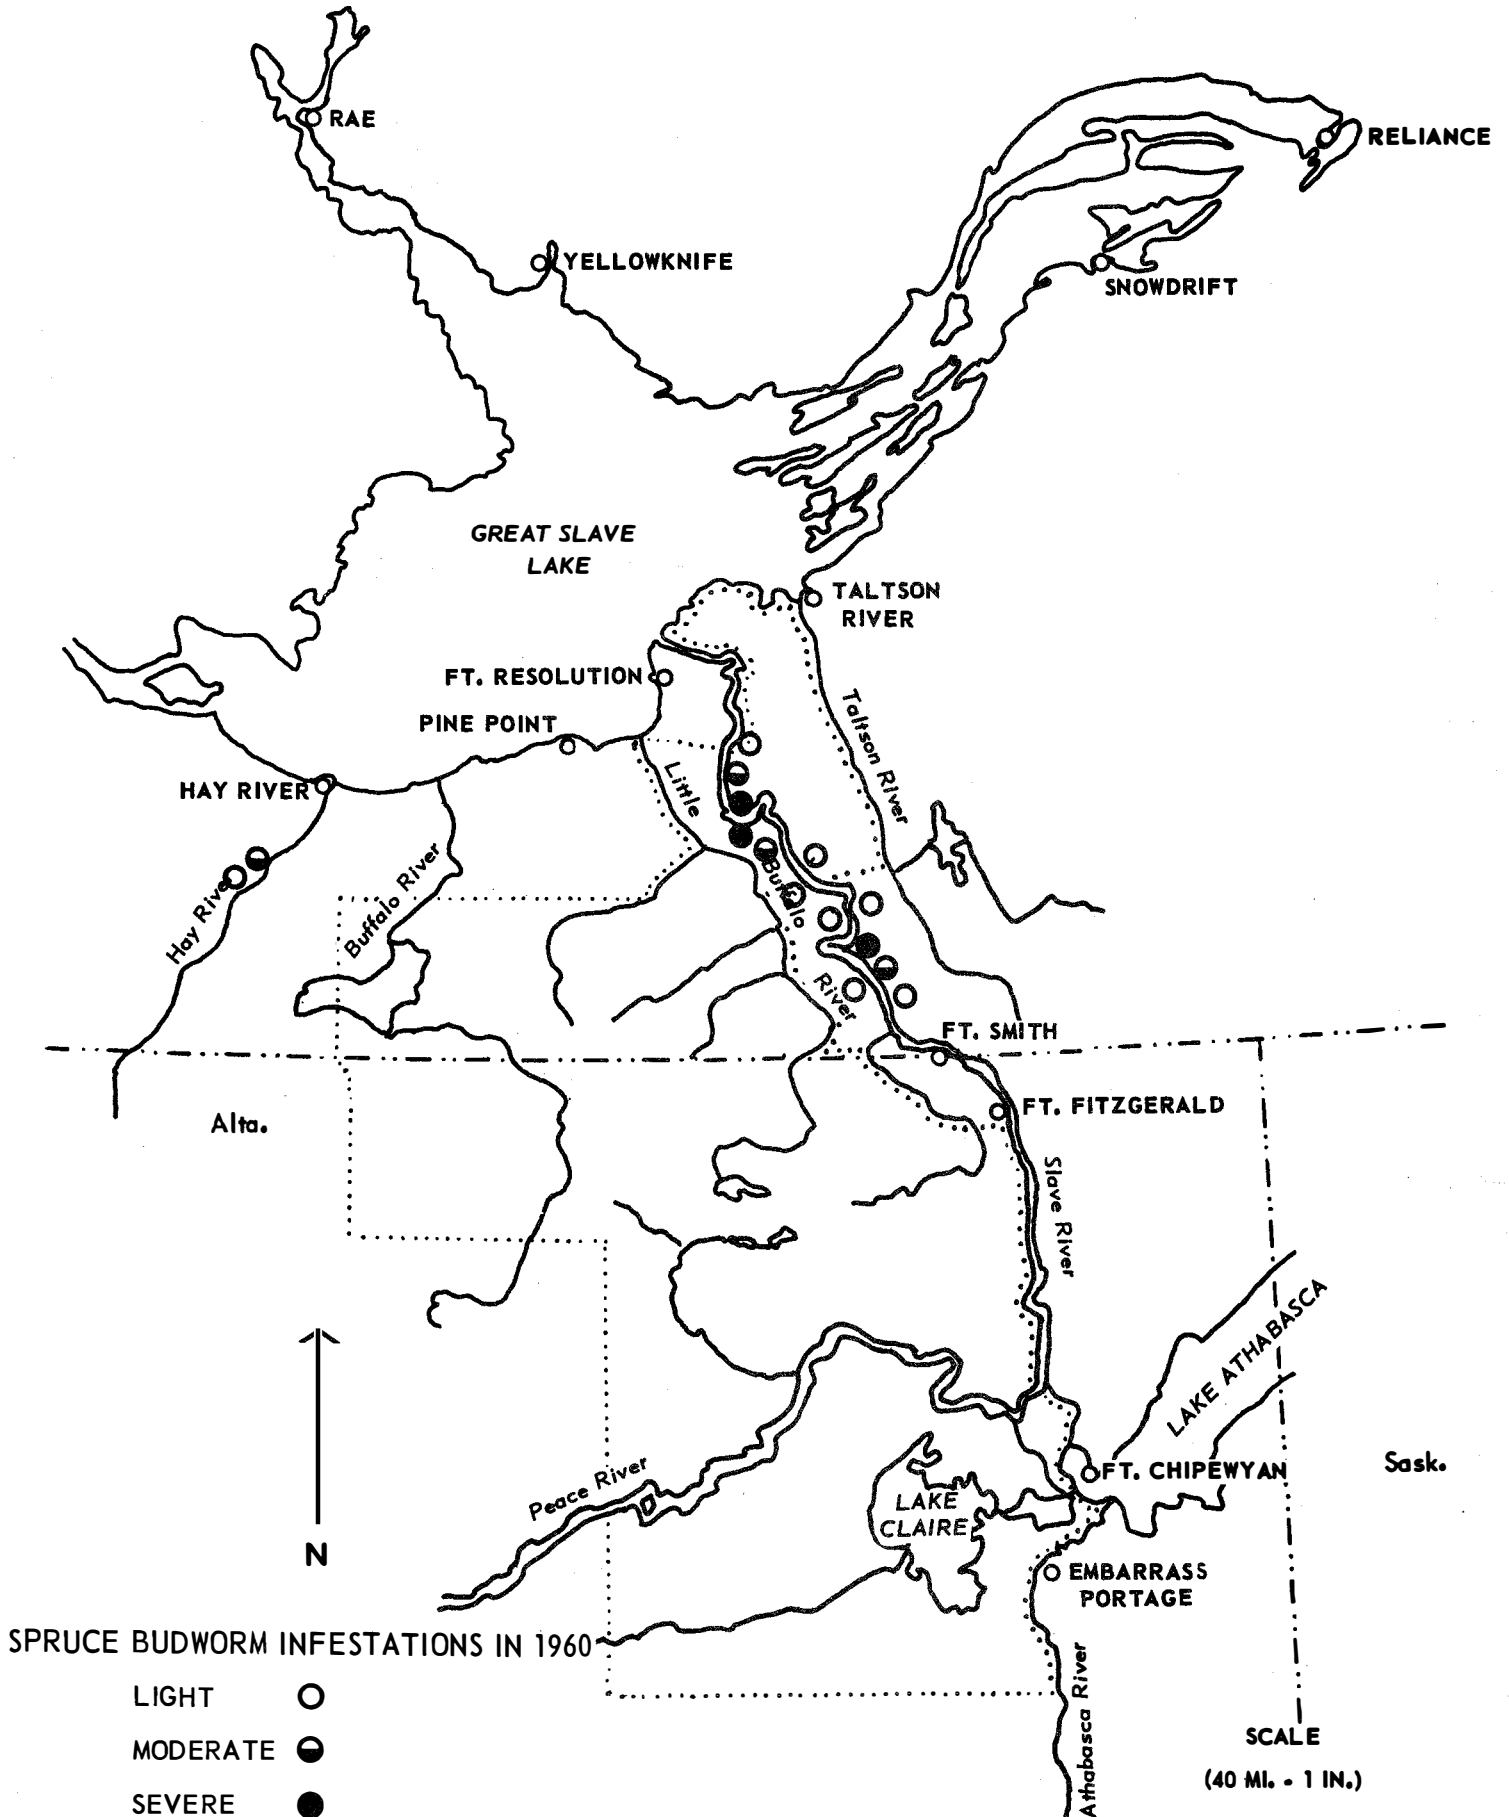 RAE
RELIANCE
YELLOWKNIFE
SNOWDRIFT
GREAT SLAVE
LAKE
TALTSON
RIVER
FT. RESOLUTION
PINE POINT
Taltson River
HAY RIVER
Little
Buffalo
River
Hay River
Buffalo River
FT. SMITH
Alta.
FT. FITZGERALD
Slave River
LAKE ATHABASCA
Peace River
FT. CHIPEWYAN
Sask.
LAKE
CLAIRE
N
EMBARRASS
PORTAGE
Athabasca River
SPRUCE BUDWORM INFESTATIONS IN 1960
LIGHT
MODERATE
SEVERE
SCALE
(40 MI. - 1 IN.)